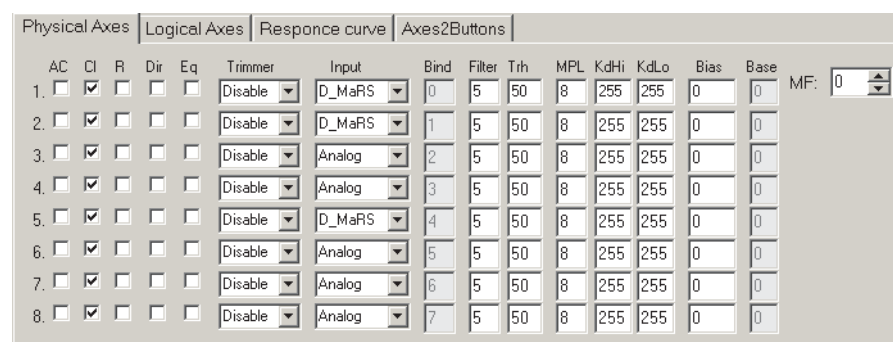 Physical Axes Logical Axes Responce curve Axes2Buttons
AC Cl R Dir Eq Trimmer Input Bind Filter Trh MPL KdHi KdLo Bias Base
1. Disable D_MaRS 0 5 50 8 255 255 0 0 MF: 0
2. Disable D_MaRS 1 5 50 8 255 255 0 0
3. Disable Analog 2 5 50 8 255 255 0 0
4. Disable Analog 3 5 50 8 255 255 0 0
5. Disable D_MaRS 4 5 50 8 255 255 0 0
6. Disable Analog 5 5 50 8 255 255 0 0
7. Disable Analog 6 5 50 8 255 255 0 0
8. Disable Analog 7 5 50 8 255 255 0 0